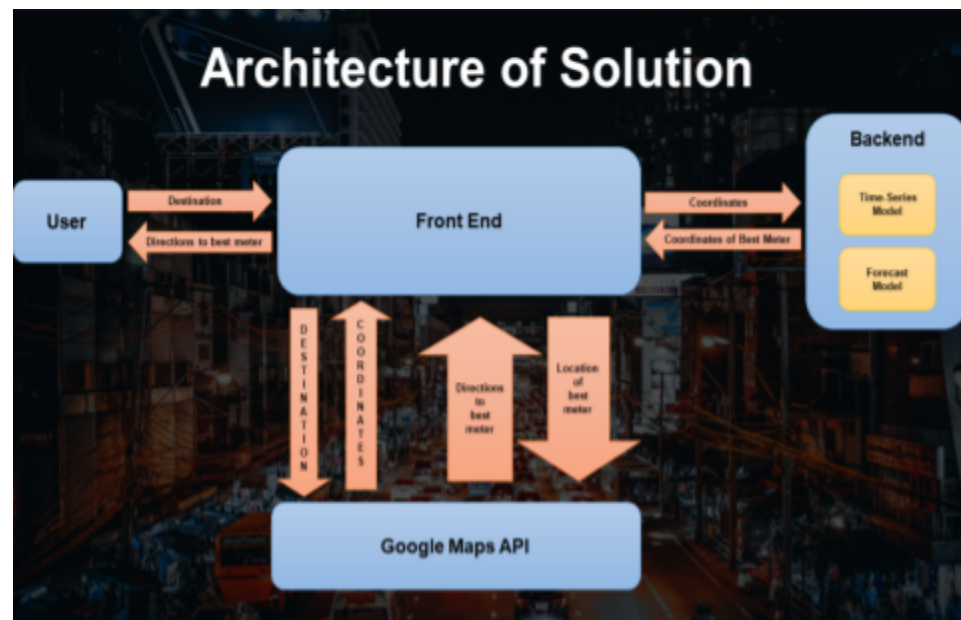 Architecture of Solution
Backend
User
Destination
Directions to best meter
Front End
Coordinates
Coordinates of Best Meter
Time-Series
Model
Forecast
Model
DESTINATION
COORDINATES
Directions
to
best
meter
Location
of
best
meter
Google Maps API